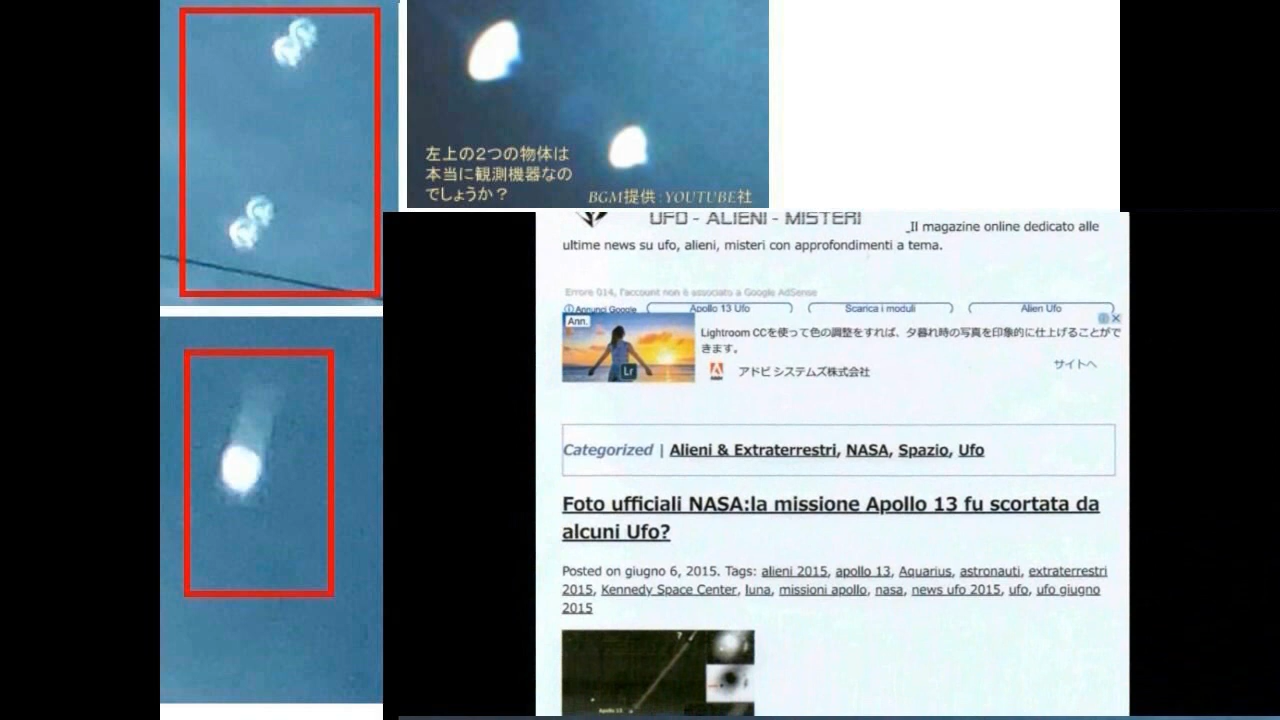 左上の2つの物体は
本当に観測機器なの
でしょうか？
BGM提供：YOUTUBE社
UFO - ALIENI - MISTERI
_Il magazine online dedicato alle
ultime news su ufo, alieni, misteri con approfondimenti a tema.
Errore 014, l'account non è associato a Google AdSense
Annunci Google
Apollo 13 Ufo
Scarica i moduli
Alien Ufo
Ann.
Lightroom CCを使って色の調整をすれば、夕暮れ時の写真を印象的に仕上げることがで
きます。
Lr
アドビ システムズ株式会社
サイトへ
Categorized | Alieni & Extraterrestri, NASA, Spazio, Ufo
Foto ufficiali NASA:la missione Apollo 13 fu scortata da
alcuni Ufo?
Posted on giugno 6, 2015. Tags: alieni 2015, apollo 13, Aquarius, astronauti, extraterrestri
2015, Kennedy Space Center, luna, missioni apollo, nasa, news ufo 2015, ufo, ufo giugno
2015
Apollo 13